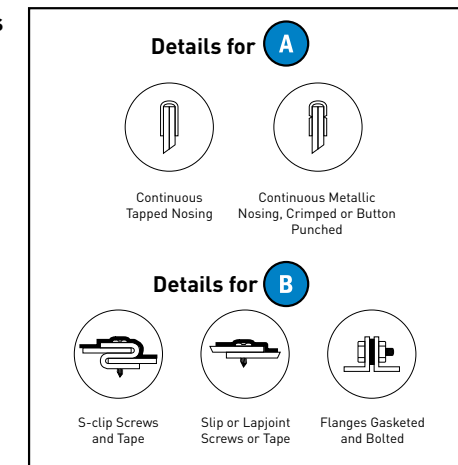 s
Details for A
Continuous
Tapped Nosing
Continuous Metallic
Nosing, Crimped or Button
Punched
Details for B
S-clip Screws
and Tape
Slip or Lapjoint
Screws or Tape
Flanges Gasketed
and Bolted